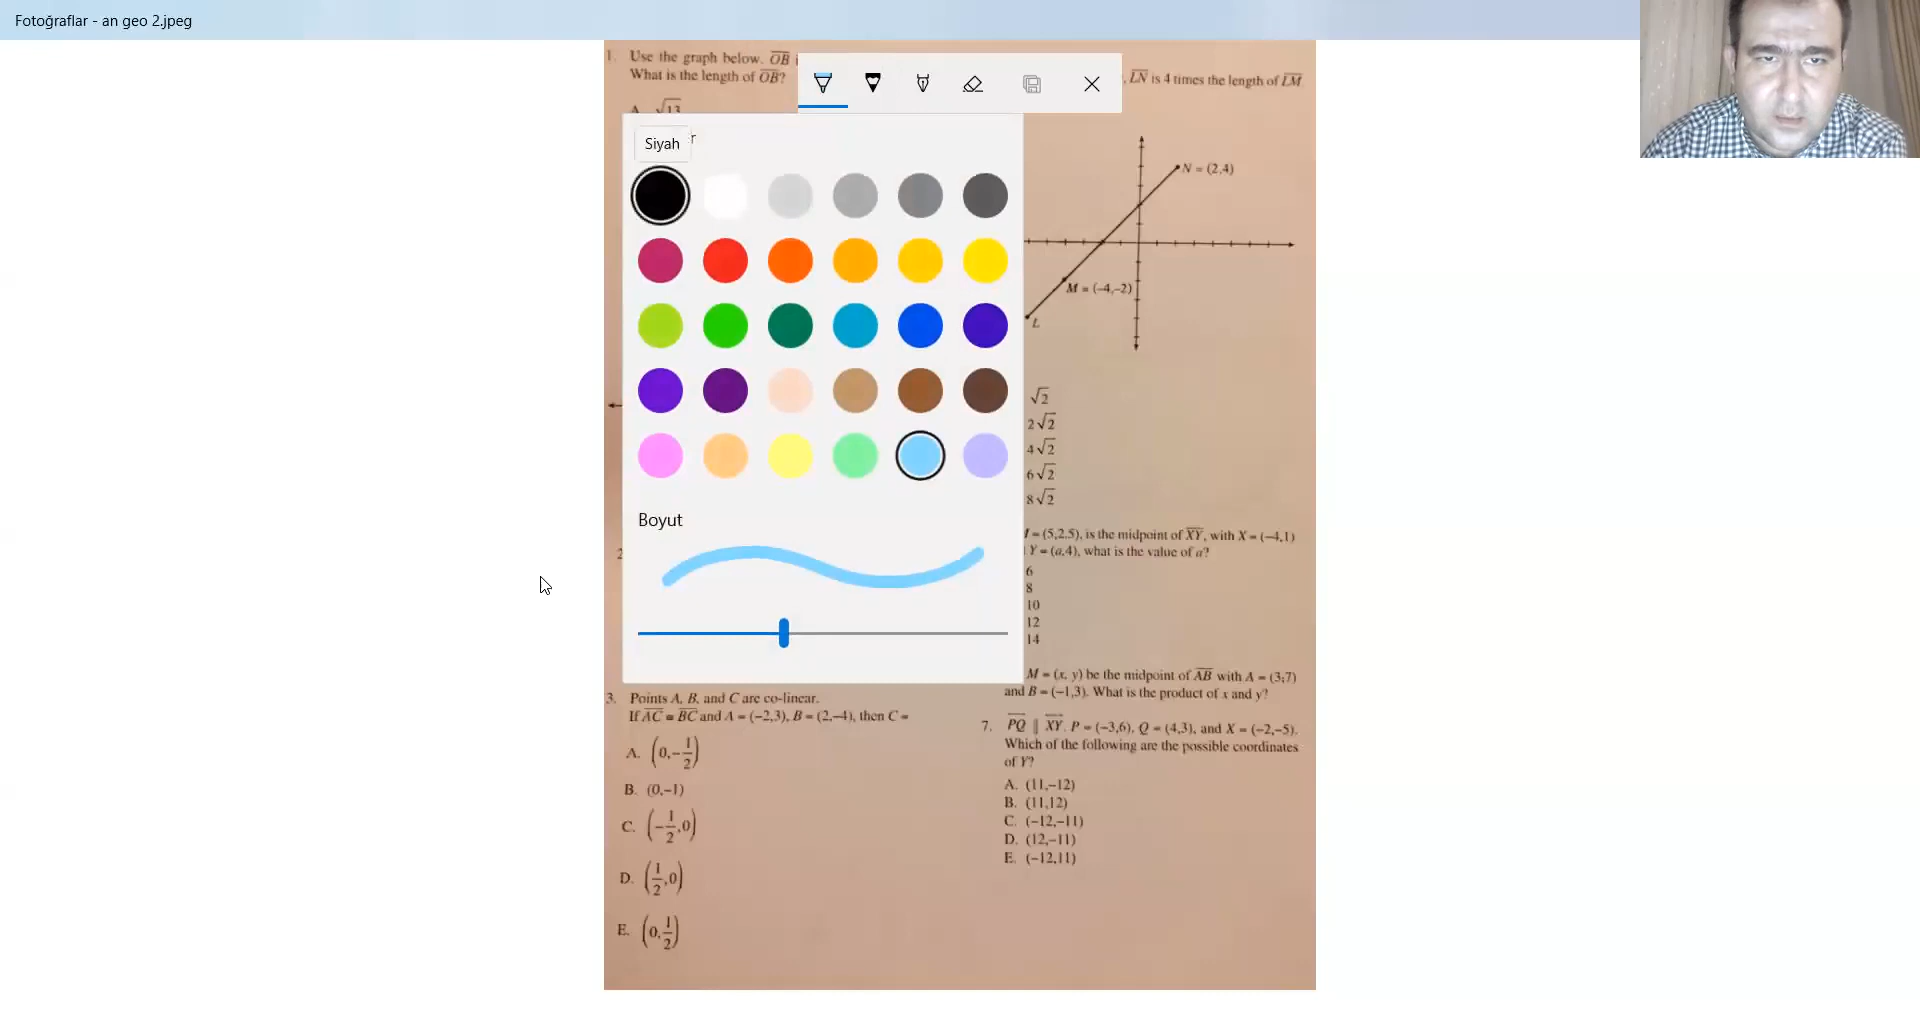 Fotoğraflar - an geo 2.jpeg
1. Use the graph below. OB
What is the length of OB?
A. √13
, LN is 4 times the length of LM
Siyah
r
N = (2,4)
M = (−4,−2)
L
√2
2√2
4√2
6√2
8√2
Boyut
= (5,2.5), is the midpoint of XY, with X = (−4,1)
Y = (a,4), what is the value of a?
6
8
10
12
14
2
M = (x, y) be the midpoint of AB with A = (3,7)
and B = (−1,3). What is the product of x and y?
3. Points A, B, and C are co-linear.
If AC ≅ BC and A = (−2,3), B = (2,−4), then C =
A. (0,−1/2)
B. (0,−1)
C. (−1/2,0)
D. (1/2,0)
E. (0,1/2)
7. PQ ∥ XY. P = (−3,6), Q = (4,3), and X = (−2,−5).
Which of the following are the possible coordinates
of Y?
A. (11,−12)
B. (11,12)
C. (−12,−11)
D. (12,−11)
E. (−12,11)